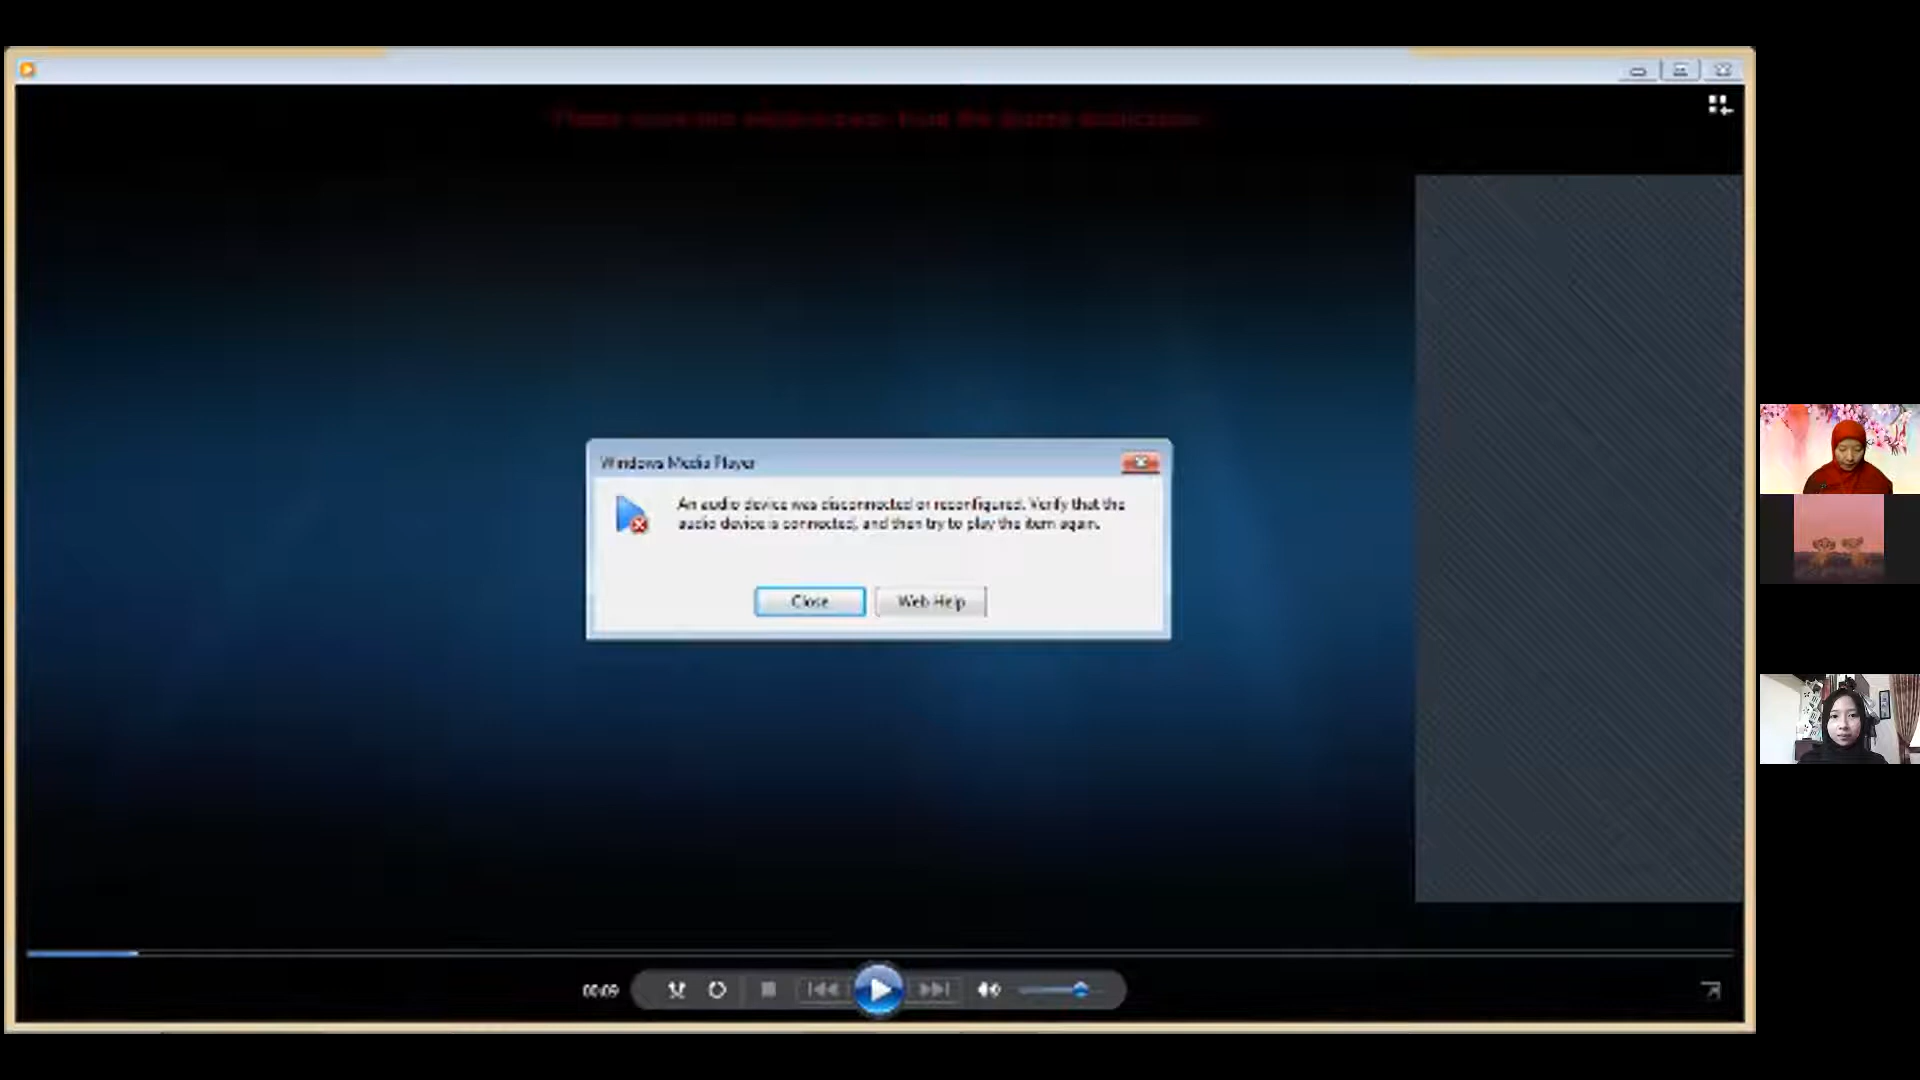 Windows Media Player
An audio device was disconnected or reconfigured. Verify that the
audio device is connected, and then try to play the item again.
Close
Web Help
00:09